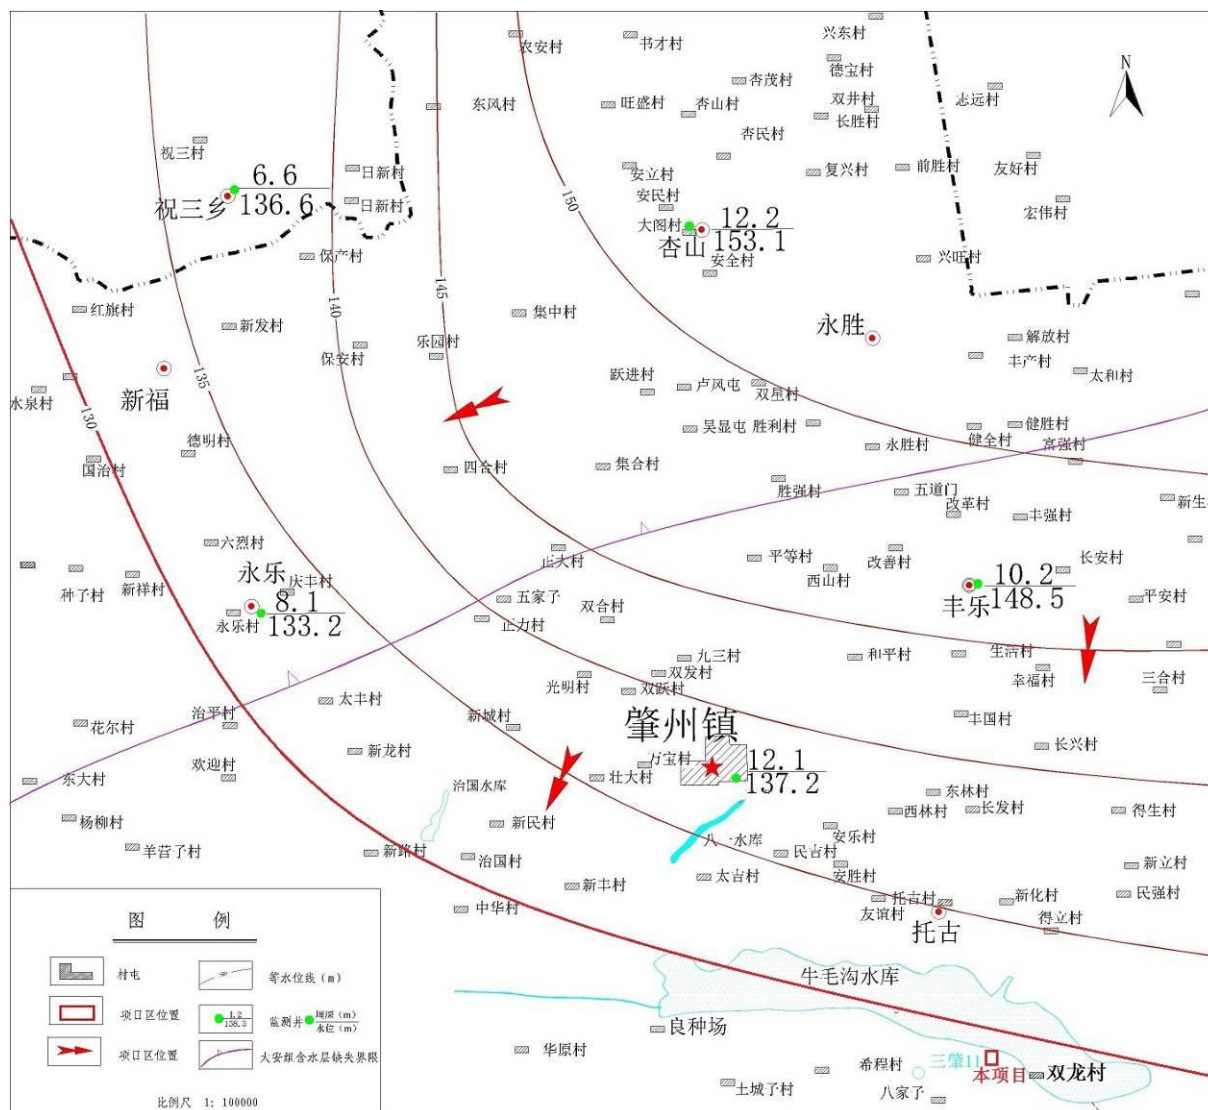 兴东村
农安村
书才村
德宝村
N
杏茂村
双井村
志远村
东风村
旺盛村
杏山村
长胜村
杏民村
祝三村
日新村
安立村
复兴村
前胜村
友好村
6.6
祝三乡
136.6
日新村
安民村
150
宏伟村
大阁村
12.2
杏山
153.1
保产村
安全村
兴旺村
145
140
红旗村
新发村
集中村
永胜
乐园村
解放村
保安村
丰产村
135
跃进村
卢风屯
双星村
太和村
新福
水泉村
130
德明村
吴显屯
胜利村
健胜村
永胜村
健全村
富强村
国治村
四合村
集合村
胜强村
五道门
改革村
丰强村
新生
六烈村
永乐
正大村
平等村
改善村
长安村
庆丰村
西山村
10.2
种子村
新祥村
8.1
五家子
双合村
丰乐
148.5
平安村
永乐村
133.2
正力村
九三村
和平村
生活村
双发村
幸福村
三合村
光明村
双跃村
太丰村
治平村
新城村
肇州镇
丰国村
花尔村
新龙村
万宝村
12.1
长兴村
欢迎村
东大村
治国水库
壮大村
137.2
东林村
杨柳村
新民村
西林村
长发村
得生村
安乐村
八一水库
羊营子村
新路村
治国村
民吉村
新立村
新丰村
太吉村
安胜村
托古村
新化村
民强村
中华村
友谊村
得立村
图 例
托古
村屯
等水位线(m)
牛毛沟水库
项目区位置
1.2
158.5
监测井
埋深(m)
水位(m)
良种场
项目区位置
大安组含水层缺失界限
华原村
希程村
三肇11
本项目
双龙村
土城子村
八家子
比例尺 1: 100000